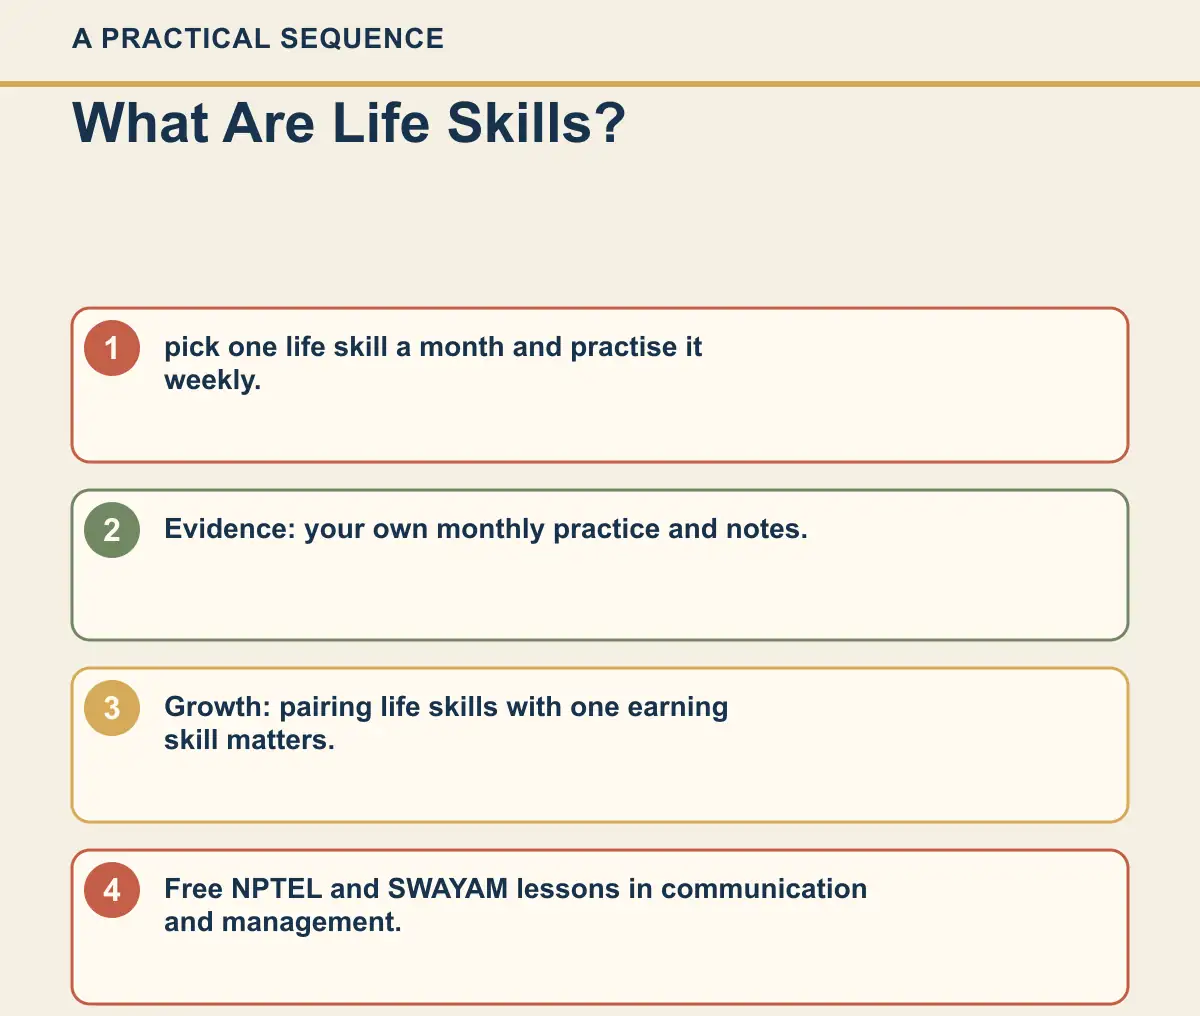 A PRACTICAL SEQUENCE
What Are Life Skills?
1
pick one life skill a month and practise it
weekly.
2
Evidence: your own monthly practice and notes.
3
Growth: pairing life skills with one earning
skill matters.
4
Free NPTEL and SWAYAM lessons in communication
and management.